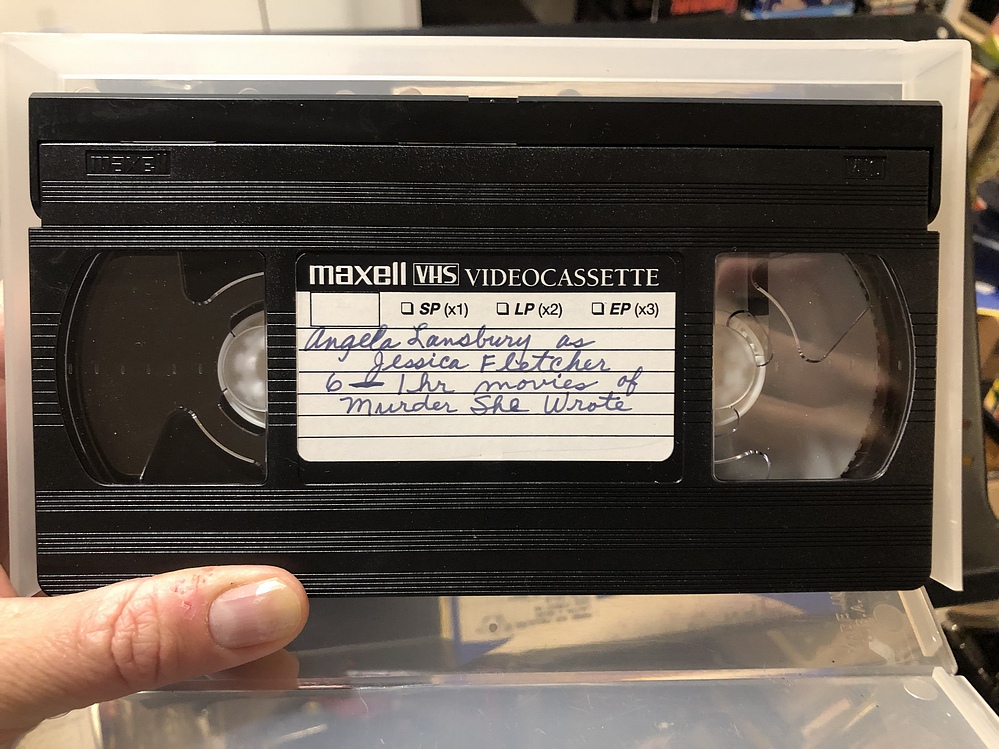 maxell
maxell VHS VIDEOCASSETTE
SP (x1) LP (x2) EP (x3)
Angela Lansbury as
Jessica Fletcher
6 — 1hr movies of
Murder She Wrote